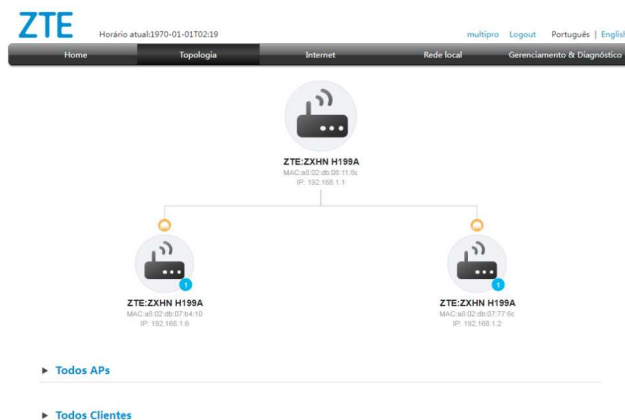 ZTE
Horário atual:1970-01-01T02:19
multipro Logout Português | English
Home Topologia Internet Rede local Gerenciamento & Diagnóstico
ZTE:ZXHN H199A
MAC:a8:02:db:08:11:6c
IP: 192.168.1.1
1
ZTE:ZXHN H199A
MAC:a8:02:db:07:b4:10
IP: 192.168.1.6
1
ZTE:ZXHN H199A
MAC:a8:02:db:07:77:6c
IP: 192.168.1.2
Todos APs
Todos Clientes